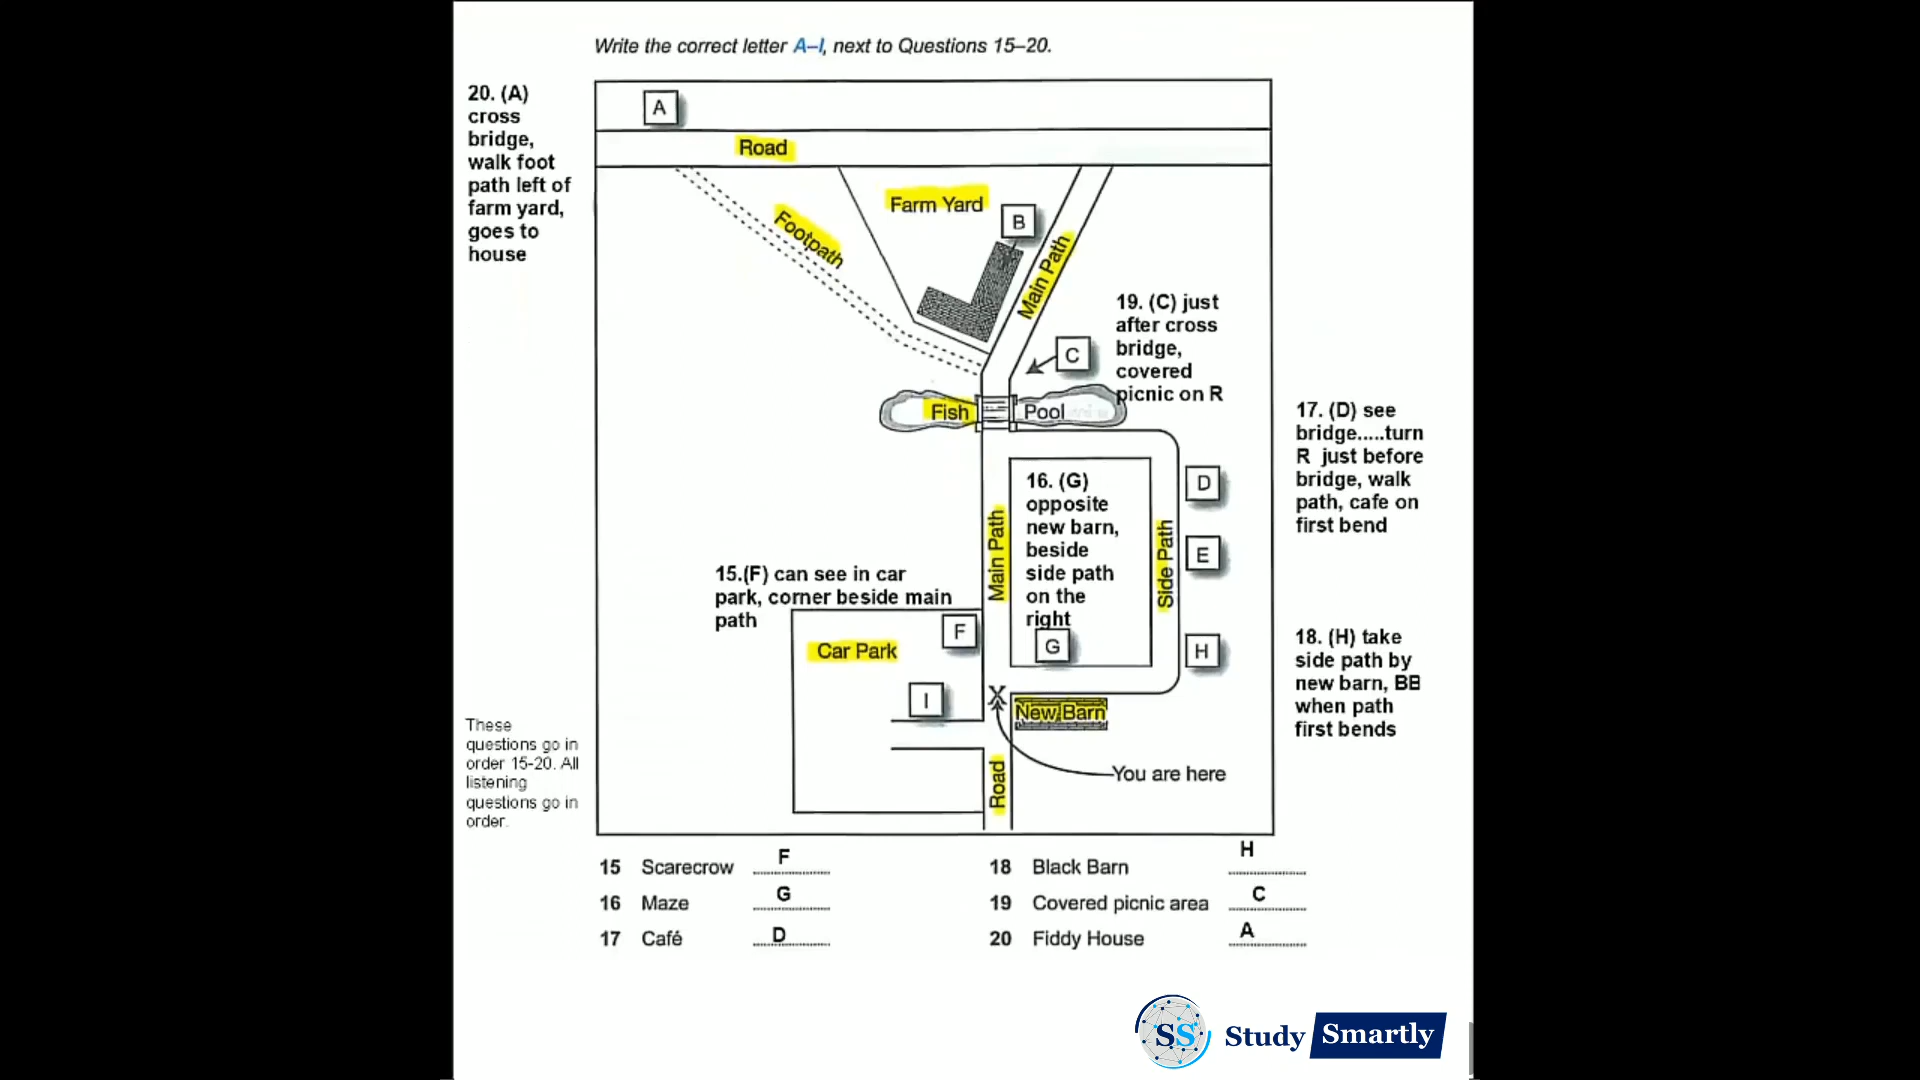 Write the correct letter A–I, next to Questions 15–20.
20. (A)
cross
bridge,
walk foot
path left of
farm yard,
goes to
house
A
Road
Farm Yard
B
Footpath
Main Path
19. (C) just
after cross
bridge,
covered
picnic on R
C
Fish
Pool
17. (D) see
bridge.....turn
R just before
bridge, walk
path, cafe on
first bend
16. (G)
opposite
new barn,
beside
side path
on the
right
D
Main Path
Side Path
E
15.(F) can see in car
park, corner beside main
path
F
G
H
Car Park
18. (H) take
side path by
new barn, BB
when path
first bends
I
X
New Barn
These
questions go in
order 15-20. All
listening
questions go in
order.
Road
You are here
15 Scarecrow F
16 Maze G
17 Café D
18 Black Barn H
19 Covered picnic area C
20 Fiddy House A
SS Study Smartly